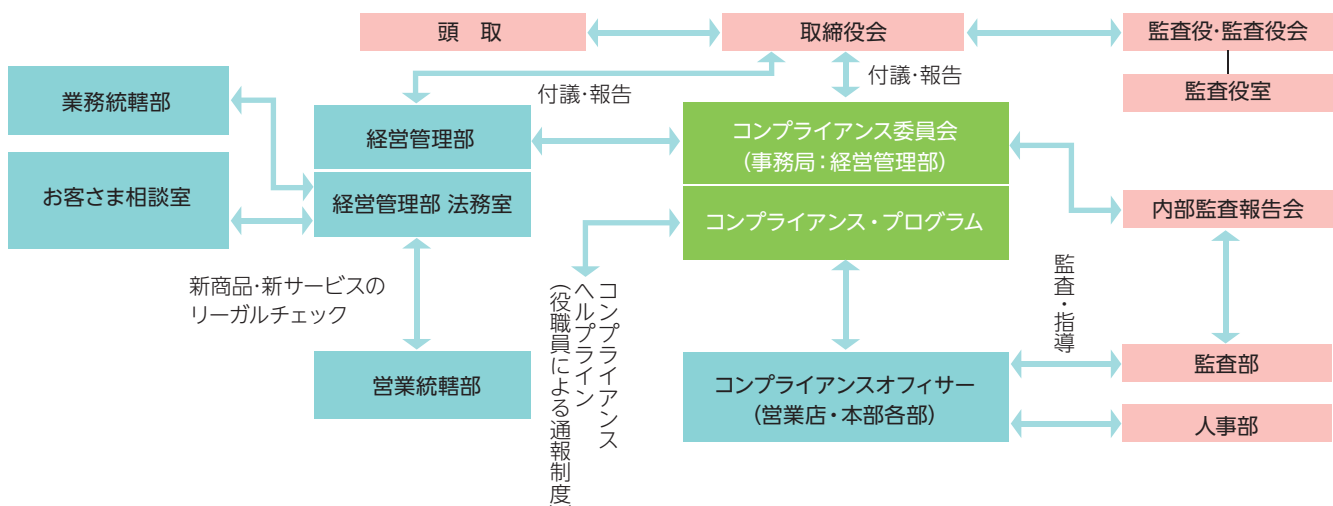 頭 取
取締役会
監査役・監査役会
監査役室
付議・報告
付議・報告
業務統轄部
お客さま相談室
経営管理部
経営管理部 法務室
コンプライアンス委員会
（事務局：経営管理部）
コンプライアンス・プログラム
内部監査報告会
新商品・新サービスの
リーガルチェック
コンプライアンス
ヘルプライン
（役職員による通報制度）
監査・指導
営業統轄部
コンプライアンスオフィサー
（営業店・本部各部）
監査部
人事部